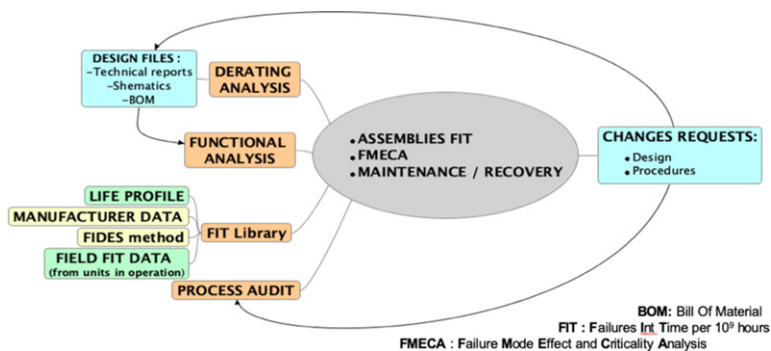 DESIGN FILES :
-Technical reports
-Shematics
-BOM
DERATING
ANALYSIS
FUNCTIONAL
ANALYSIS
• ASSEMBLIES FIT
• FMECA
• MAINTENANCE / RECOVERY
CHANGES REQUESTS:
• Design
• Procedures
LIFE PROFILE
MANUFACTURER DATA
FIDES method
FIELD FIT DATA
(from units in operation)
FIT Library
PROCESS AUDIT
BOM: Bill Of Material
FIT : Failures Int Time per 10⁹ hours
FMECA : Failure Mode Effect and Criticality Analysis